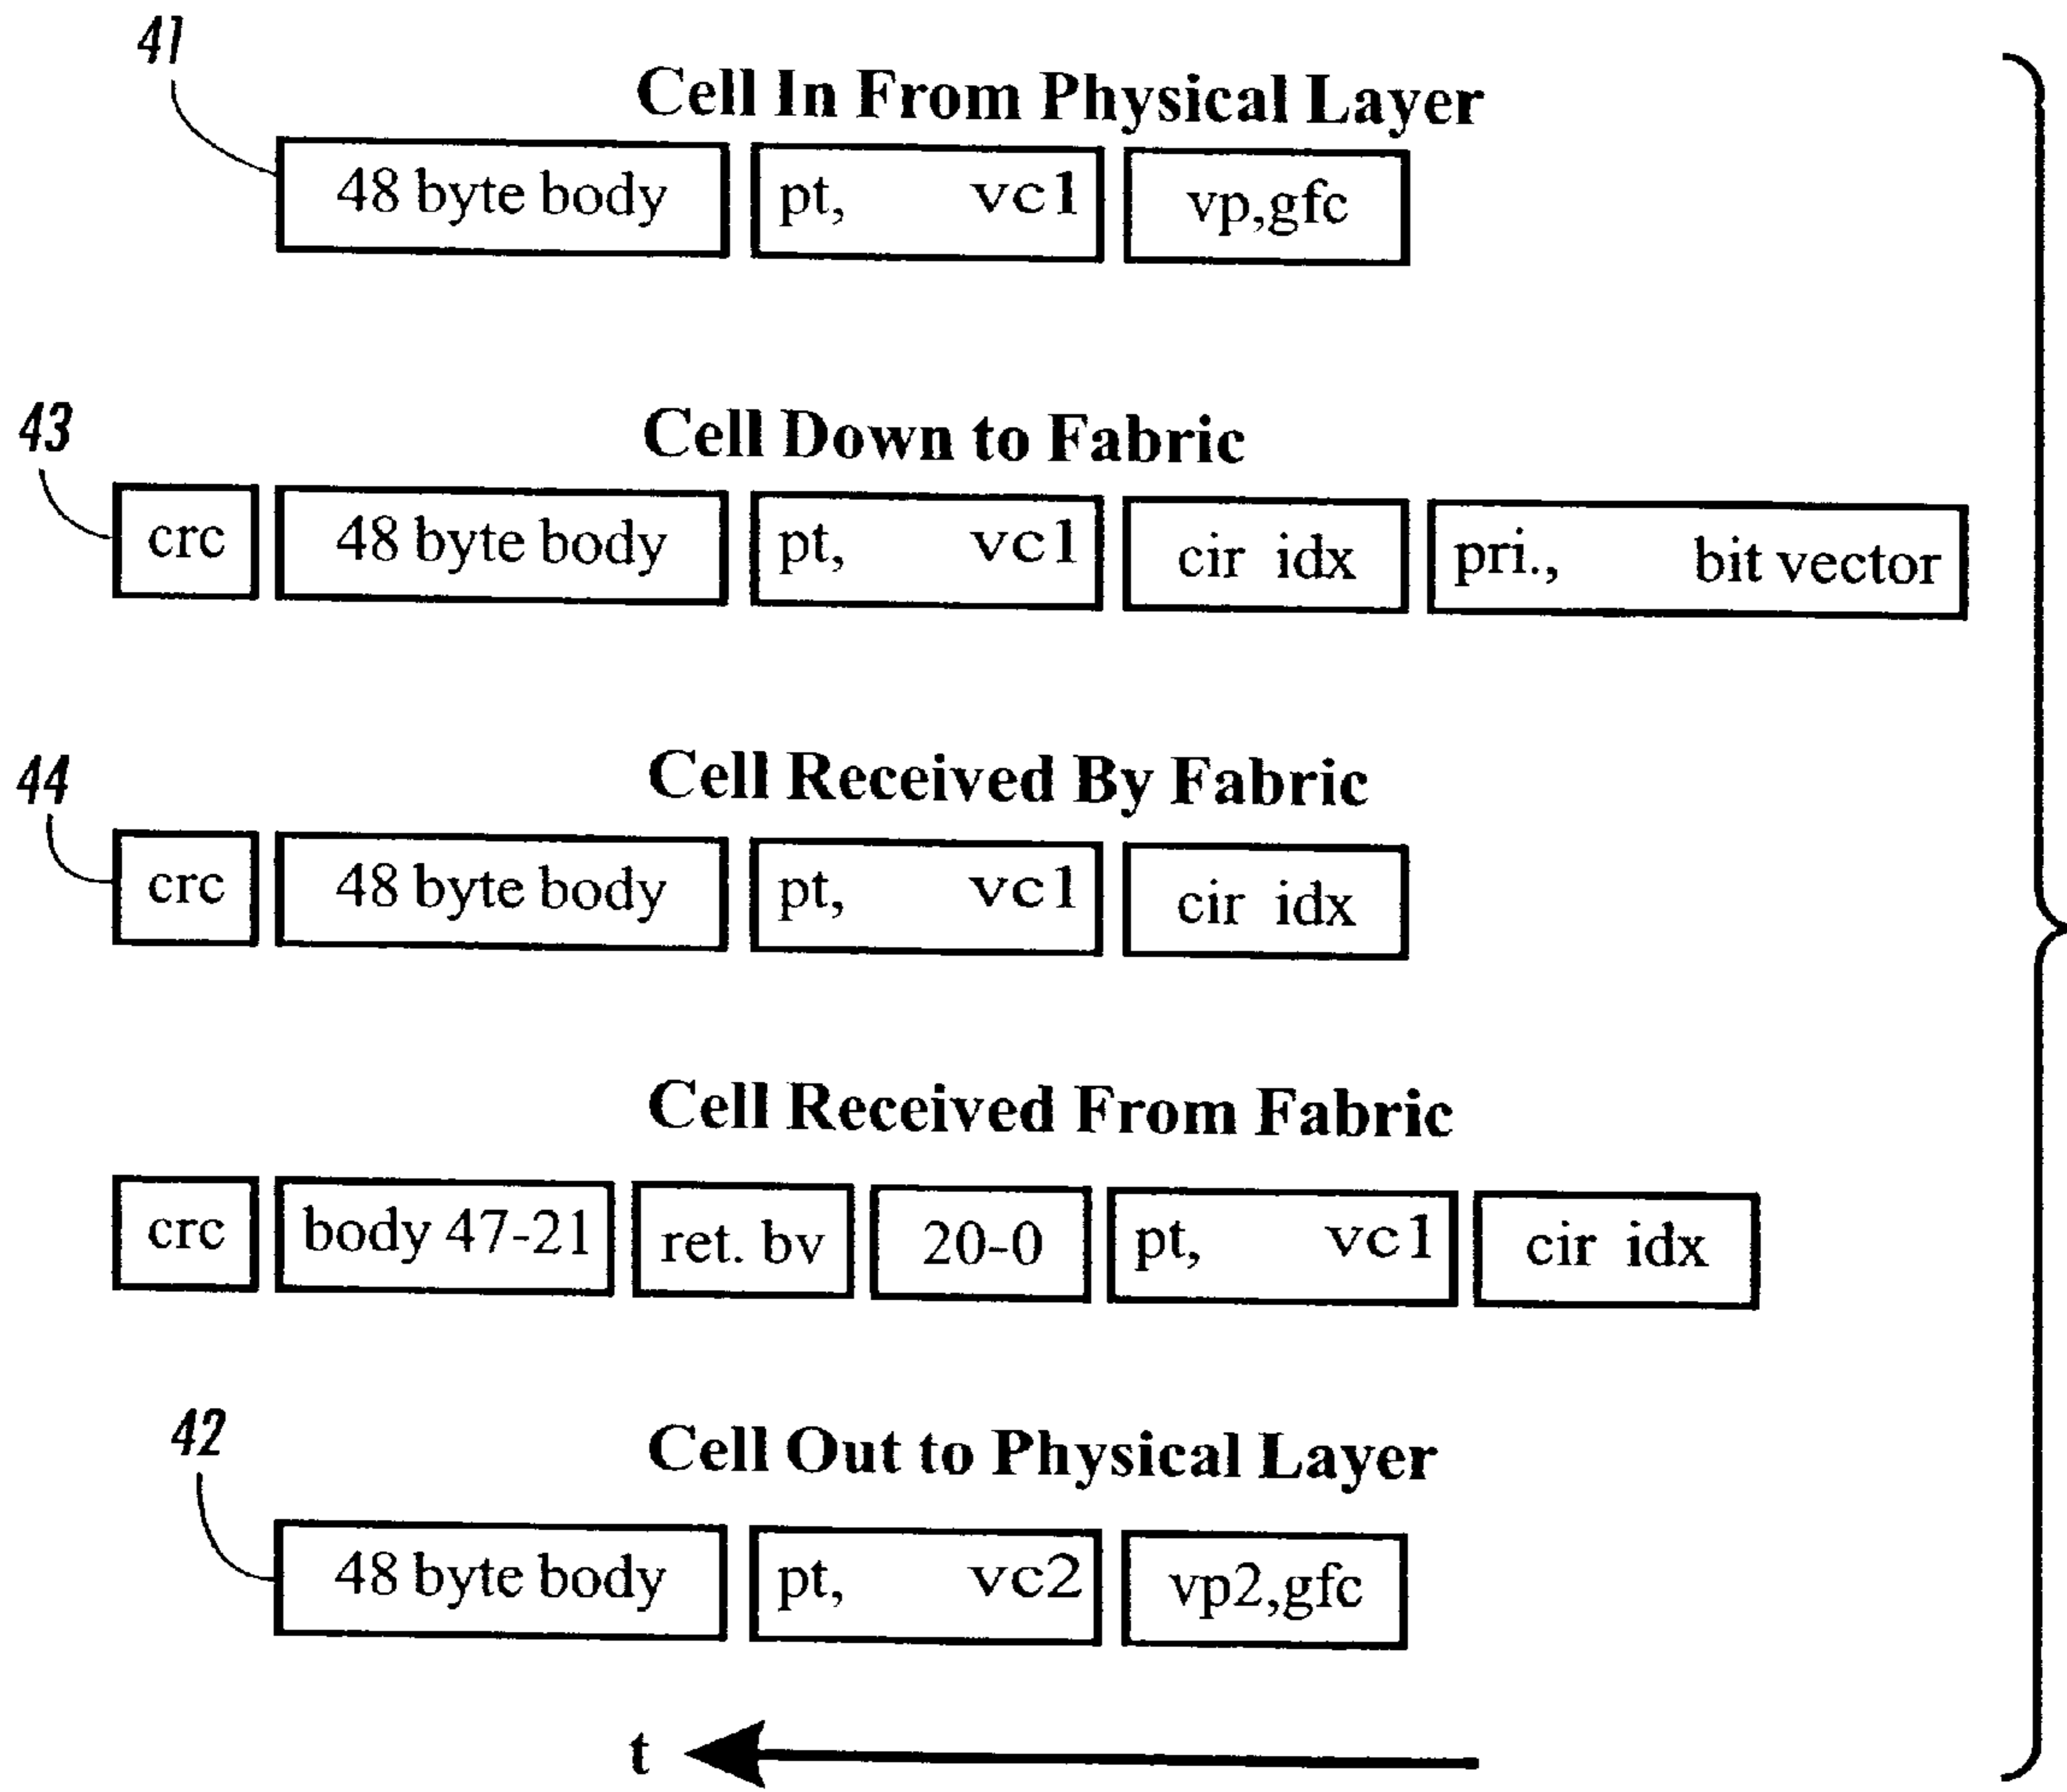 41
Cell In From Physical Layer
48 byte body pt, vc1 vp,gfc
43
Cell Down to Fabric
crc 48 byte body pt, vc1 cir idx pri., bit vector
44
Cell Received By Fabric
crc 48 byte body pt, vc1 cir idx
Cell Received From Fabric
crc body 47-21 ret. bv 20-0 pt, vc1 cir idx
42
Cell Out to Physical Layer
48 byte body pt, vc2 vp2,gfc
t